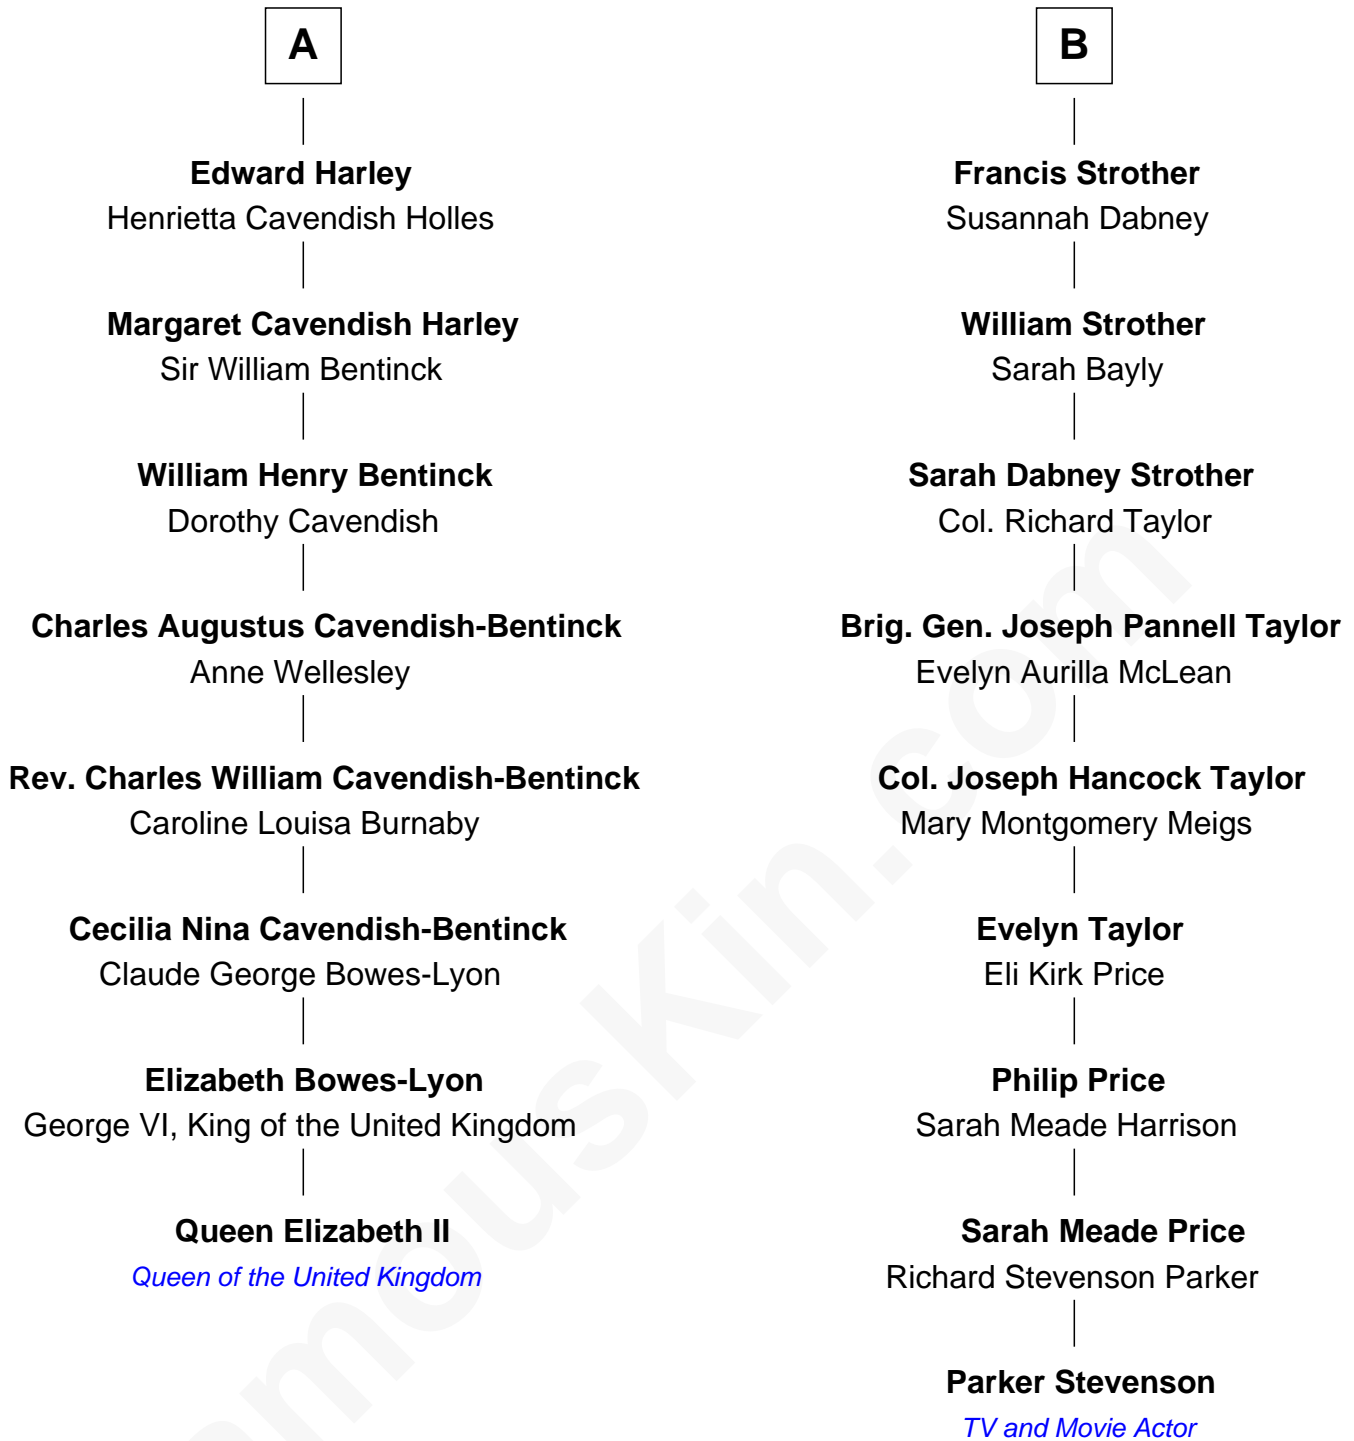 A
Edward Harley
Henrietta Cavendish Holles
Margaret Cavendish Harley
Sir William Bentinck
William Henry Bentinck
Dorothy Cavendish
Charles Augustus Cavendish-Bentinck
Anne Wellesley
Rev. Charles William Cavendish-Bentinck
Caroline Louisa Burnaby
Cecilia Nina Cavendish-Bentinck
Claude George Bowes-Lyon
Elizabeth Bowes-Lyon
George VI, King of the United Kingdom
Queen Elizabeth II
Queen of the United Kingdom
B
Francis Strother
Susannah Dabney
William Strother
Sarah Bayly
Sarah Dabney Strother
Col. Richard Taylor
Brig. Gen. Joseph Pannell Taylor
Evelyn Aurilla McLean
Col. Joseph Hancock Taylor
Mary Montgomery Meigs
Evelyn Taylor
Eli Kirk Price
Philip Price
Sarah Meade Harrison
Sarah Meade Price
Richard Stevenson Parker
Parker Stevenson
TV and Movie Actor
amouskin.com